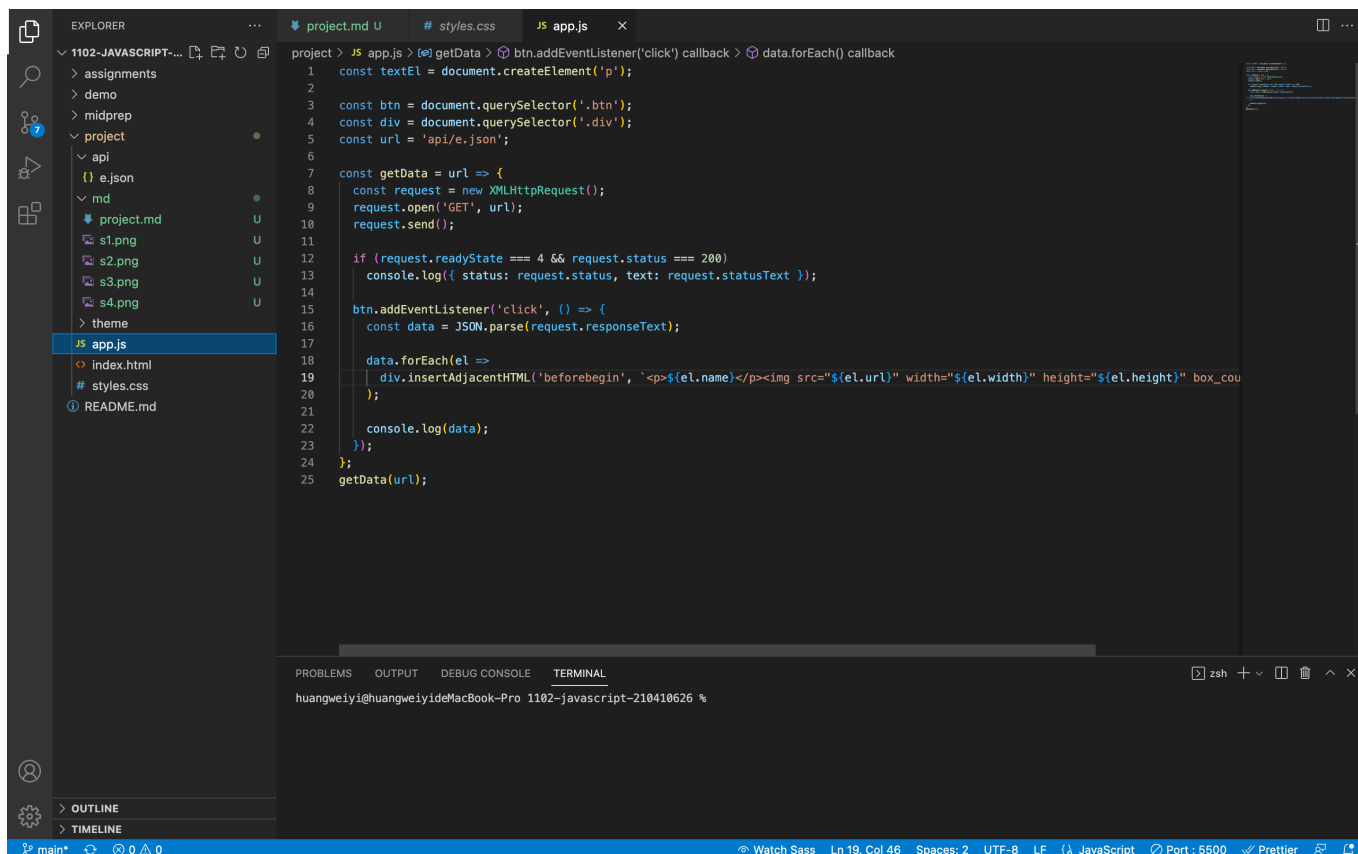 EXPLORER ···
1102-JAVASCRIPT-...
assignments
demo
midprep
project
api
{} e.json
md
project.md U
s1.png U
s2.png U
s3.png U
s4.png U
theme
JS app.js
<> index.html
# styles.css
README.md
OUTLINE
TIMELINE
7
project.md U # styles.css JS app.js × ···
project > JS app.js > getData > btn.addEventListener('click') callback > data.forEach() callback
1 const textEl = document.createElement('p');
2
3 const btn = document.querySelector('.btn');
4 const div = document.querySelector('.div');
5 const url = 'api/e.json';
6
7 const getData = url => {
8 const request = new XMLHttpRequest();
9 request.open('GET', url);
10 request.send();
11
12 if (request.readyState === 4 && request.status === 200)
13 console.log({ status: request.status, text: request.statusText });
14
15 btn.addEventListener('click', () => {
16 const data = JSON.parse(request.responseText);
17
18 data.forEach(el =>
19 div.insertAdjacentHTML('beforebegin', `<p>${el.name}</p><img src="${el.url}" width="${el.width}" height="${el.height}" box_cou
20 );
21
22 console.log(data);
23 });
24 };
25 getData(url);
PROBLEMS OUTPUT DEBUG CONSOLE TERMINAL zsh
huangweiyi@huangweiyideMacBook-Pro 1102-javascript-210410626 %
main* 0 0 Watch Sass Ln 19, Col 46 Spaces: 2 UTF-8 LF JavaScript Port : 5500 Prettier